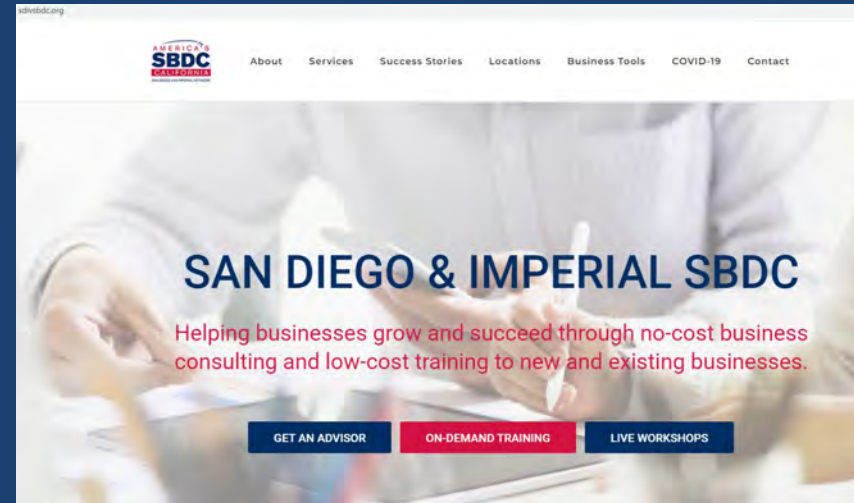 sdivsbdc.org
AMERICA'S
SBDC
CALIFORNIA
About Services Success Stories Locations Business Tools COVID-19 Contact
SAN DIEGO & IMPERIAL SBDC
Helping businesses grow and succeed through no-cost business
consulting and low-cost training to new and existing businesses.
GET AN ADVISOR ON-DEMAND TRAINING LIVE WORKSHOPS